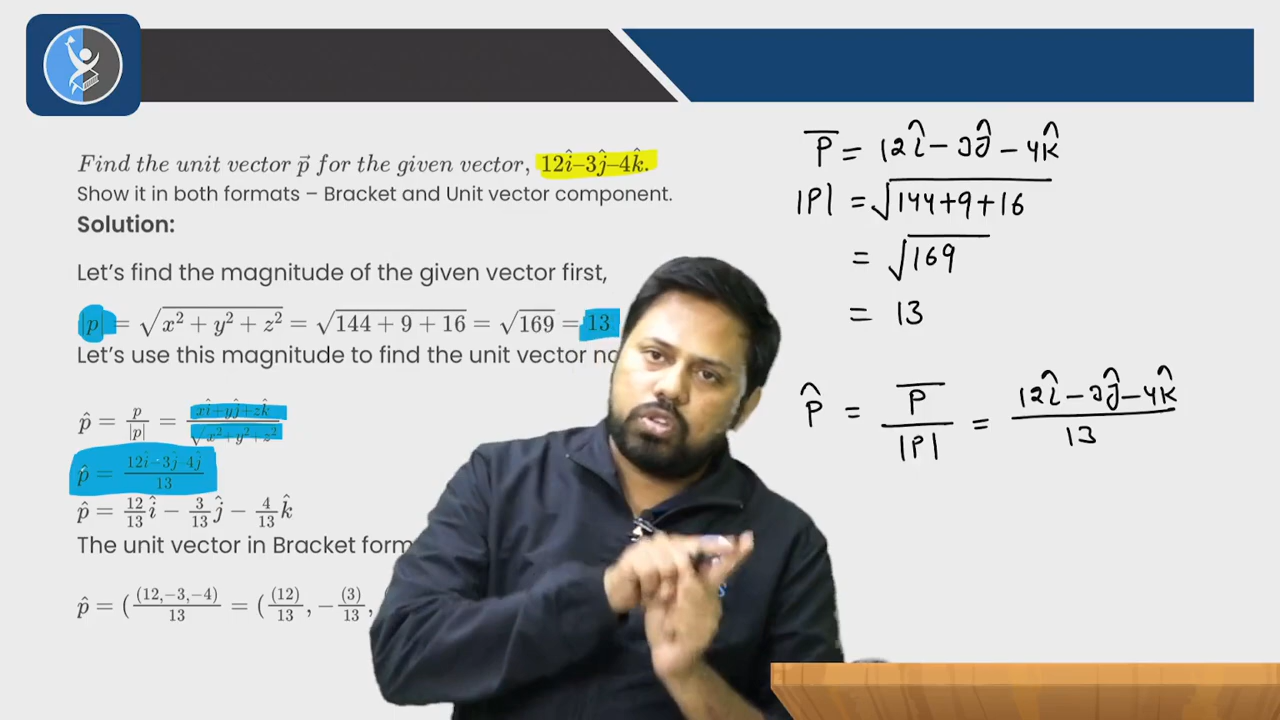 Find the unit vector p⃗ for the given vector, 12î–3ĵ–4k̂.
Show it in both formats – Bracket and Unit vector component.
Solution:
Let's find the magnitude of the given vector first,
|p| = √(x² + y² + z²) = √(144 + 9 + 16) = √169 = 13
Let's use this magnitude to find the unit vector
p̂ = p/|p| = (xî+yĵ+zk̂)/√(x²+y²+z²)
p̂ = (12î–3ĵ–4ĵ)/13
p̂ = 12/13 î − 3/13 ĵ − 4/13 k̂
The unit vector in Bracket form
p̂ = ((12,−3,−4)/13 = ((12)/13, −(3)/13,
P̅ = 12î − 3ĵ − 4k̂
|P| = √(144+9+16)
= √169
= 13
P̂ = P̅/|P| = (12î − 3ĵ − 4k̂)/13